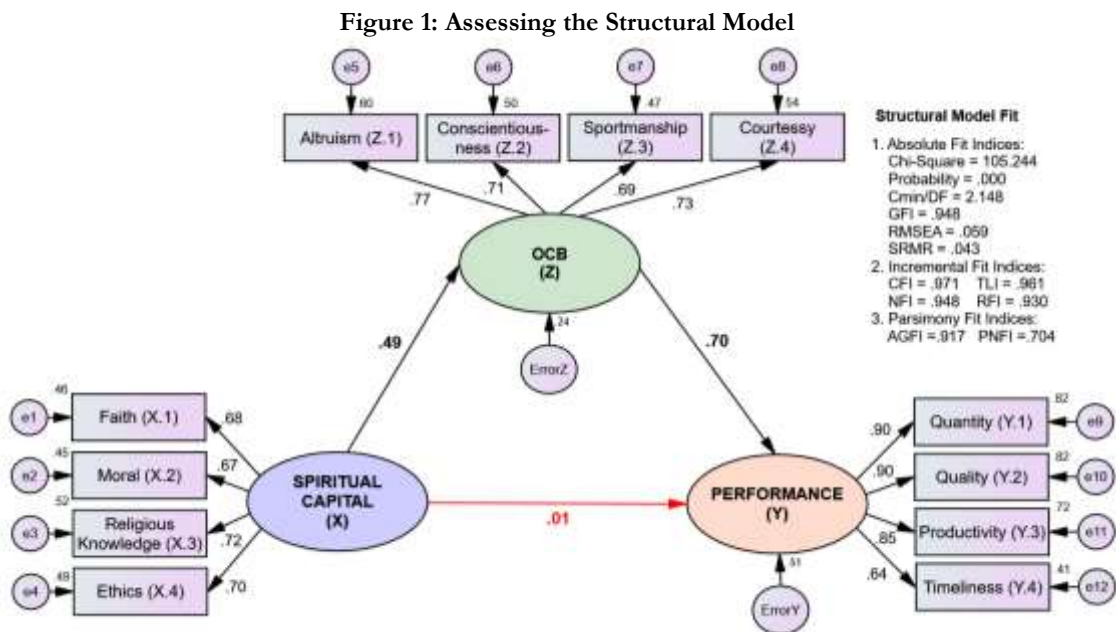 Figure 1: Assessing the Structural Model
e5
e6
e7
e8
60
50
47
54
Altruism (Z.1)
Conscientious-
ness (Z.2)
Sportmanship
(Z.3)
Courtessy
(Z.4)
.77
.71
.69
.73
Structural Model Fit
1. Absolute Fit Indices:
Chi-Square = 105.244
Probability = .000
Cmin/DF = 2.148
GFI = .948
RMSEA = .059
SRMR = .043
2. Incremental Fit Indices:
CFI = .971 TLI = .961
NFI = .948 RFI = .930
3. Parsimony Fit Indices:
AGFI =.917 PNFI =.704
OCB
(Z)
24
ErrorZ
.49
.70
46
e1
Faith (X.1)
.68
45
e2
Moral (X.2)
.67
52
e3
Religious
Knowledge (X.3)
.72
49
e4
Ethics (X.4)
.70
SPIRITUAL
CAPITAL
(X)
.01
PERFORMANCE
(Y)
51
ErrorY
.90
Quantity (Y.1)
82
e9
.90
Quality (Y.2)
82
e10
.85
Productivity (Y.3)
72
e11
.64
Timeliness (Y.4)
41
e12